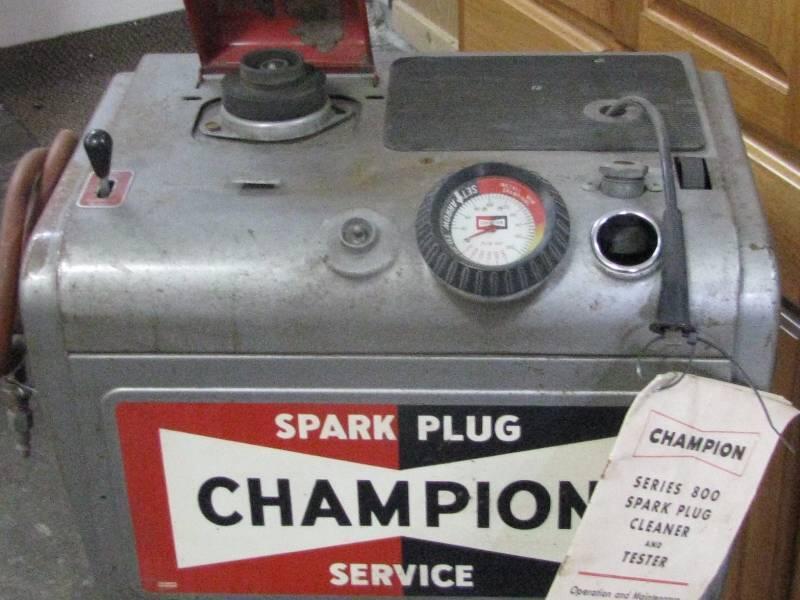 SPARK PLUG
CHAMPION
SERVICE
CHAMPION
SERIES 800
SPARK PLUG
CLEANER
AND
TESTER
Operation and Maintenance